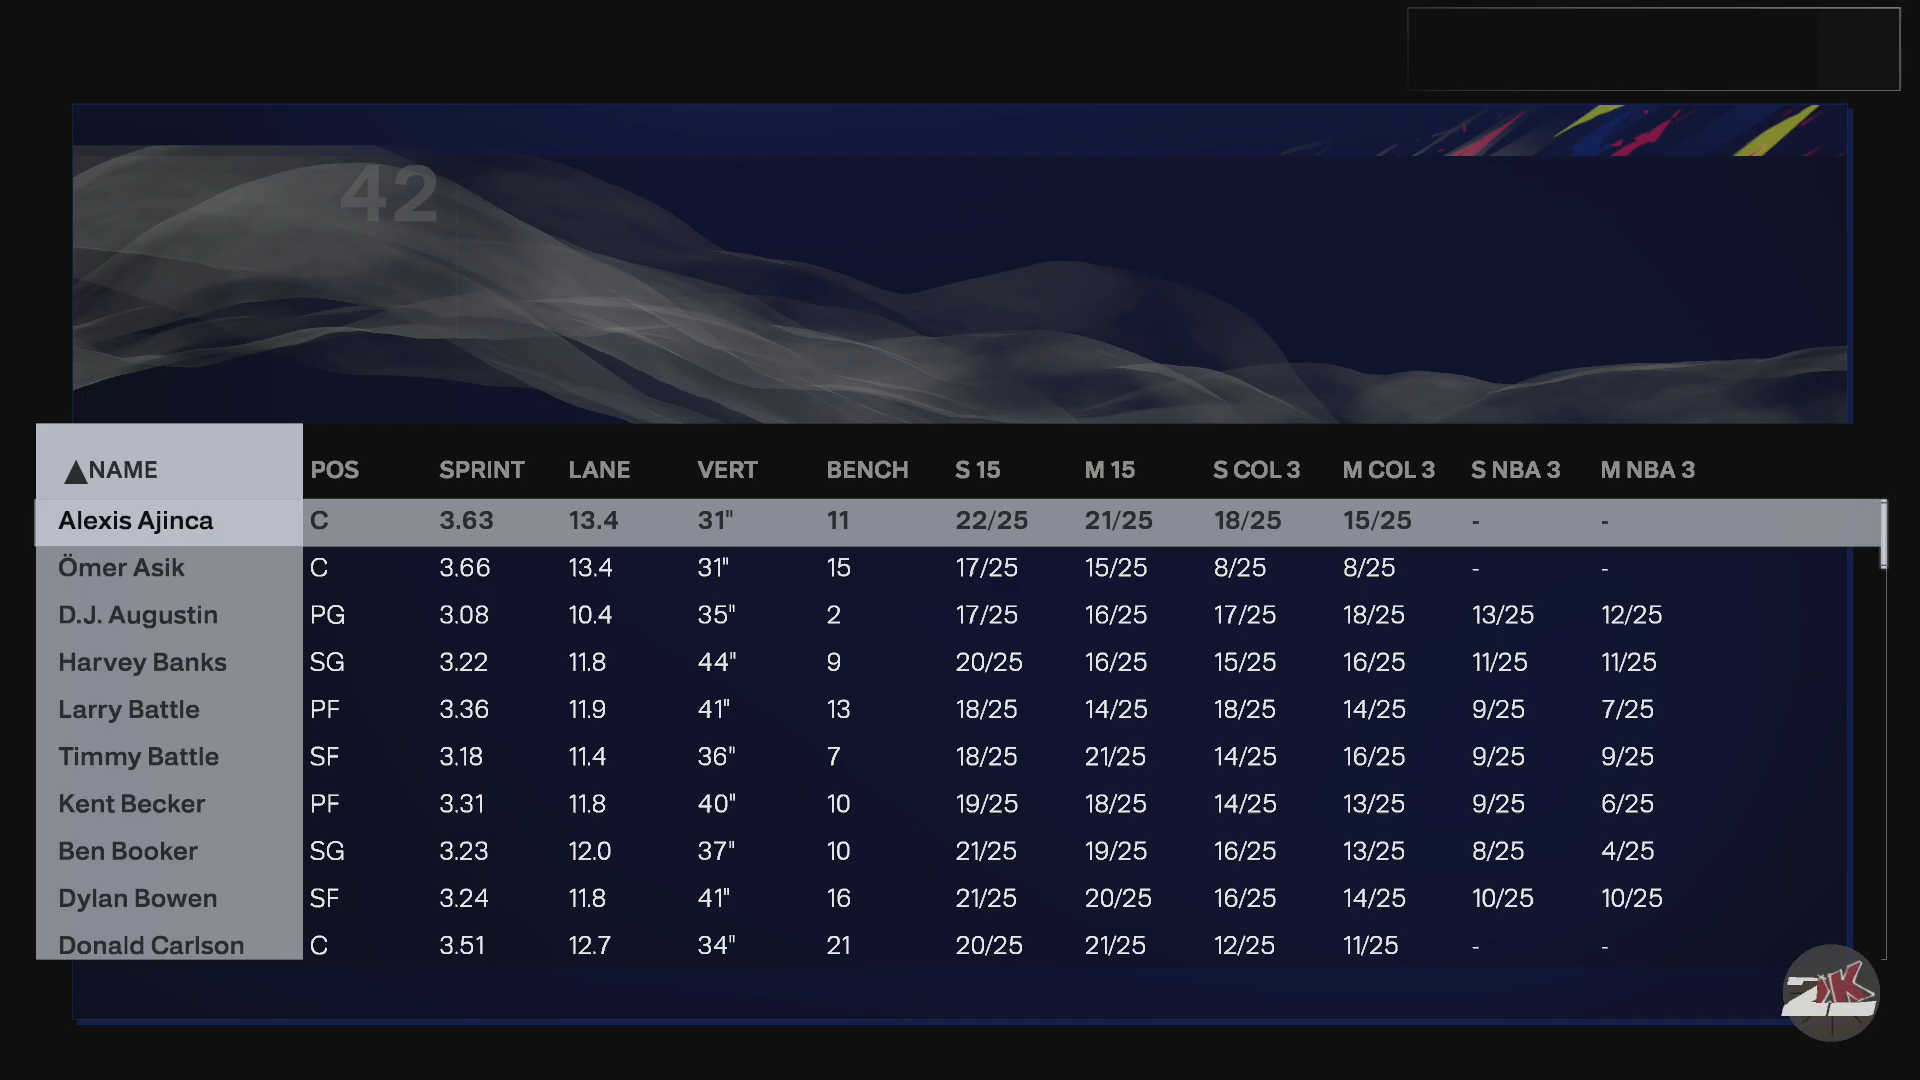 42
▲NAME POS SPRINT LANE VERT BENCH S 15 M 15 S COL 3 M COL 3 S NBA 3 M NBA 3
Alexis Ajinca C 3.63 13.4 31" 11 22/25 21/25 18/25 15/25 - -
Ömer Asik C 3.66 13.4 31" 15 17/25 15/25 8/25 8/25 - -
D.J. Augustin PG 3.08 10.4 35" 2 17/25 16/25 17/25 18/25 13/25 12/25
Harvey Banks SG 3.22 11.8 44" 9 20/25 16/25 15/25 16/25 11/25 11/25
Larry Battle PF 3.36 11.9 41" 13 18/25 14/25 18/25 14/25 9/25 7/25
Timmy Battle SF 3.18 11.4 36" 7 18/25 21/25 14/25 16/25 9/25 9/25
Kent Becker PF 3.31 11.8 40" 10 19/25 18/25 14/25 13/25 9/25 6/25
Ben Booker SG 3.23 12.0 37" 10 21/25 19/25 16/25 13/25 8/25 4/25
Dylan Bowen SF 3.24 11.8 41" 16 21/25 20/25 16/25 14/25 10/25 10/25
Donald Carlson C 3.51 12.7 34" 21 20/25 21/25 12/25 11/25 - -
2K